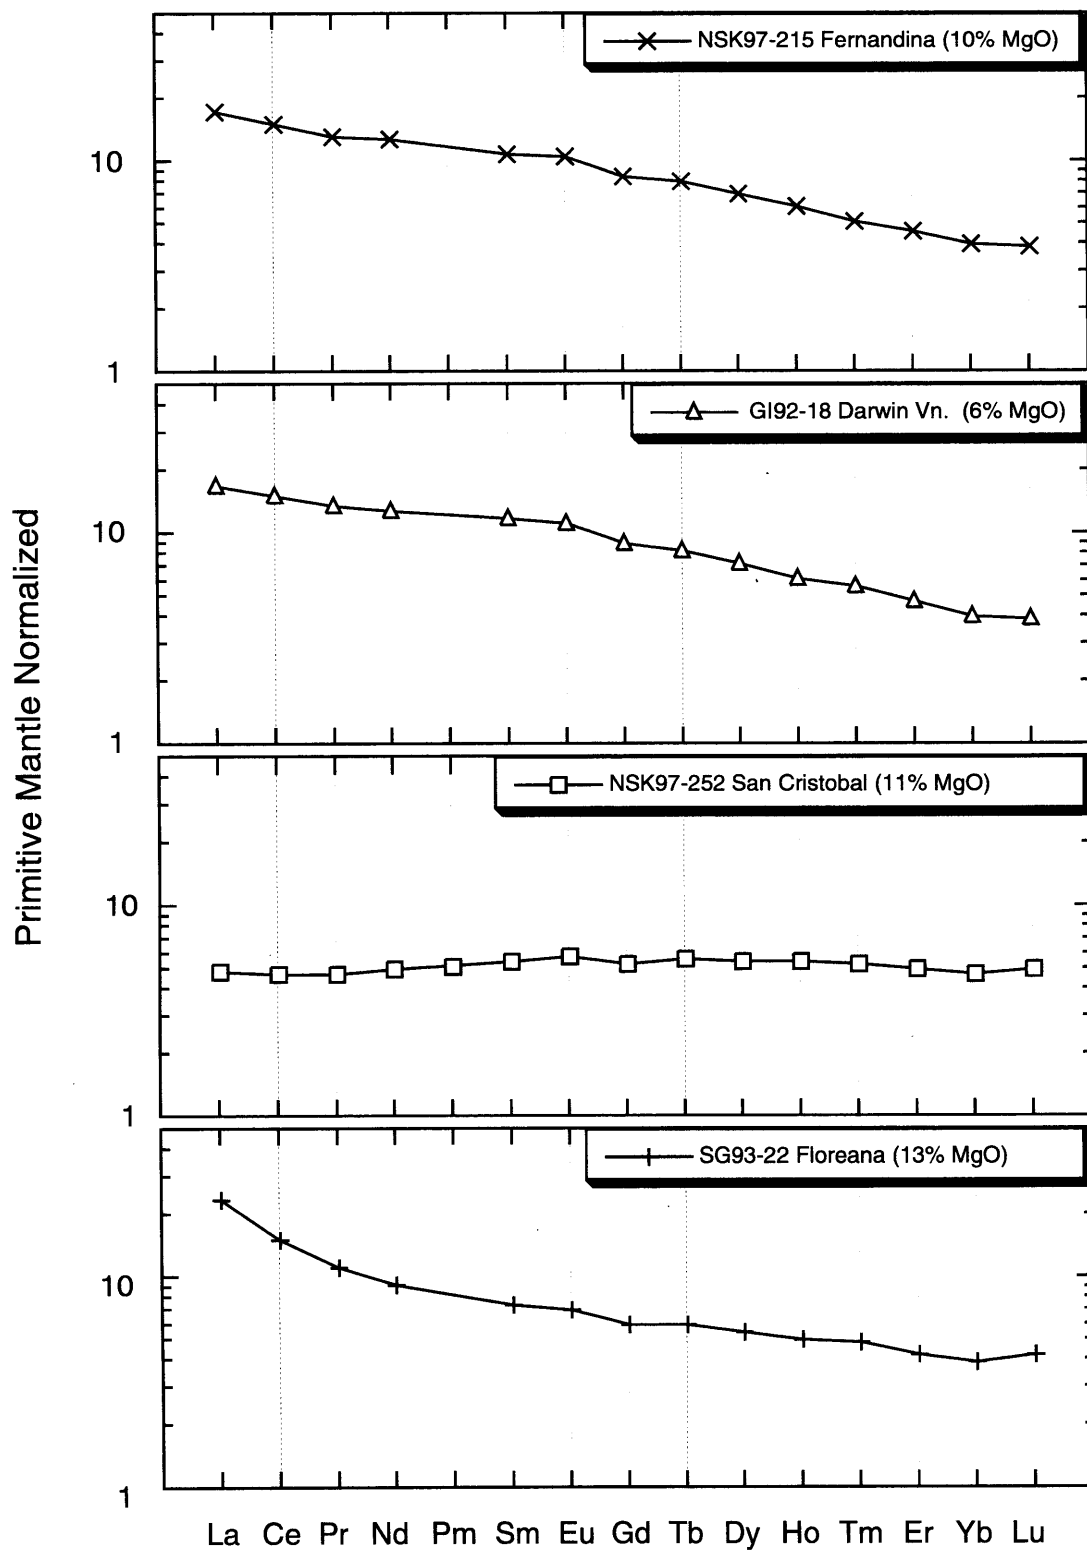 NSK97-215 Fernandina (10% MgO)
10
1
GI92-18 Darwin Vn. (6% MgO)
10
1
Primitive Mantle Normalized
NSK97-252 San Cristobal (11% MgO)
10
1
SG93-22 Floreana (13% MgO)
10
1
La Ce Pr Nd Pm Sm Eu Gd Tb Dy Ho Tm Er Yb Lu